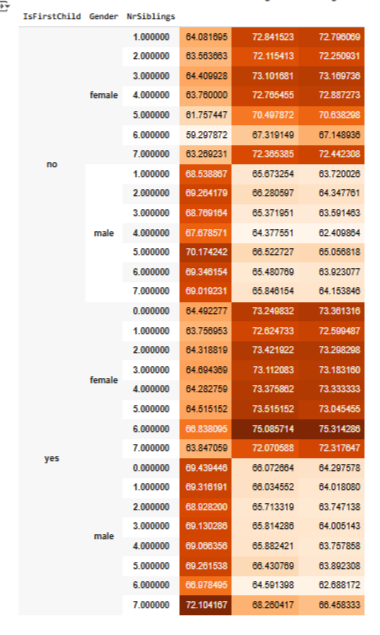 IsFirstChild Gender NrSiblings
no female 1.000000 64.081695 72.841523 72.796069
2.000000 63.563663 72.115413 72.250931
3.000000 64.409928 73.101681 73.169736
4.000000 63.760000 72.765455 72.887273
5.000000 61.757447 70.497872 70.638298
6.000000 59.297872 67.319149 67.148936
7.000000 63.269231 72.365385 72.442308
male 1.000000 68.538867 65.673254 63.720026
2.000000 69.264179 66.280597 64.347761
3.000000 68.769164 65.371951 63.591463
4.000000 67.678571 64.377551 62.409864
5.000000 70.174242 66.522727 65.056818
6.000000 69.346154 65.480769 63.923077
7.000000 69.019231 65.846154 64.153846
yes female 0.000000 64.492277 73.249832 73.361316
1.000000 63.756953 72.624733 72.599487
2.000000 64.318819 73.421922 73.298298
3.000000 64.694369 73.112083 73.183160
4.000000 64.282759 73.375862 73.333333
5.000000 64.515152 73.515152 73.045455
6.000000 66.838095 75.085714 75.314286
7.000000 63.847059 72.070588 72.317647
male 0.000000 69.439446 66.072664 64.297578
1.000000 69.316191 66.034552 64.018080
2.000000 68.928200 65.713319 63.747138
3.000000 69.130286 65.814286 64.005143
4.000000 69.066356 65.882421 63.757858
5.000000 69.261538 66.430769 63.892308
6.000000 66.978495 64.591398 62.688172
7.000000 72.104167 68.260417 66.458333